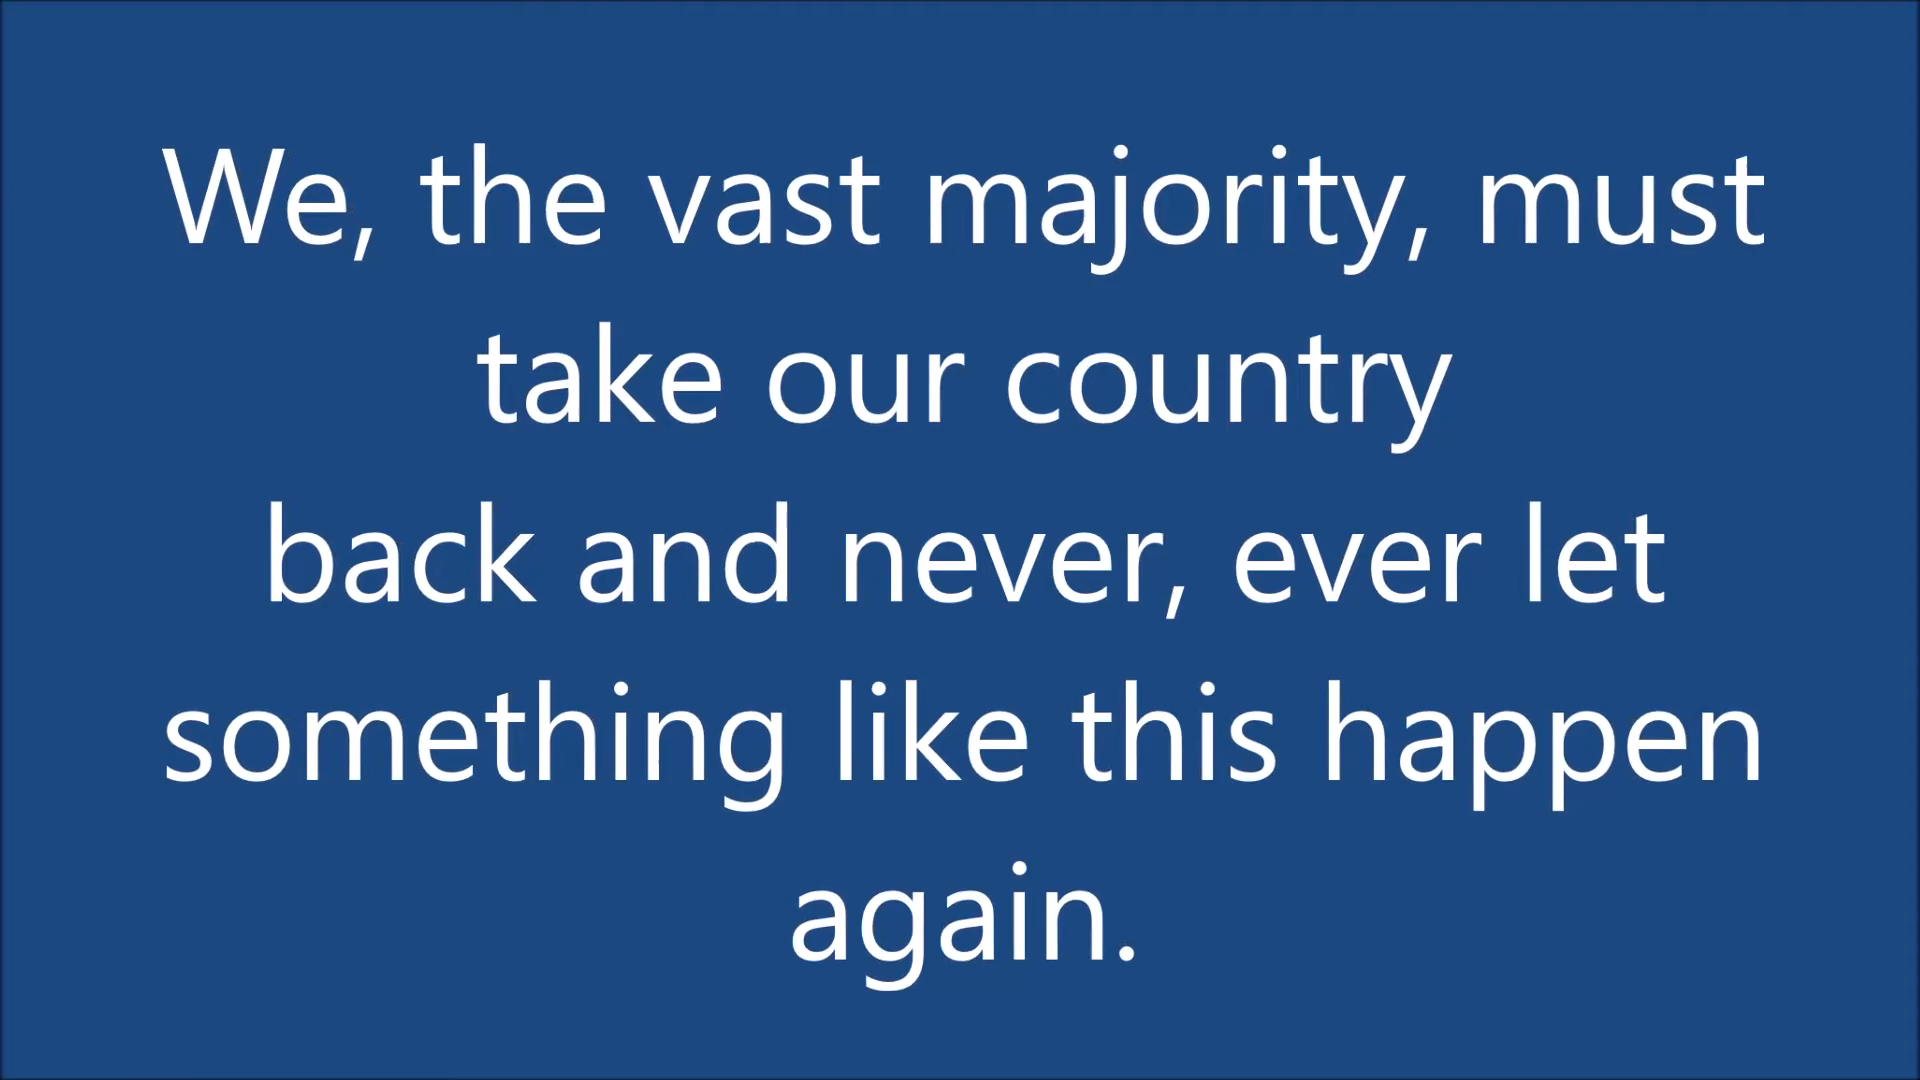 We, the vast majority, must
take our country
back and never, ever let
something like this happen
again.